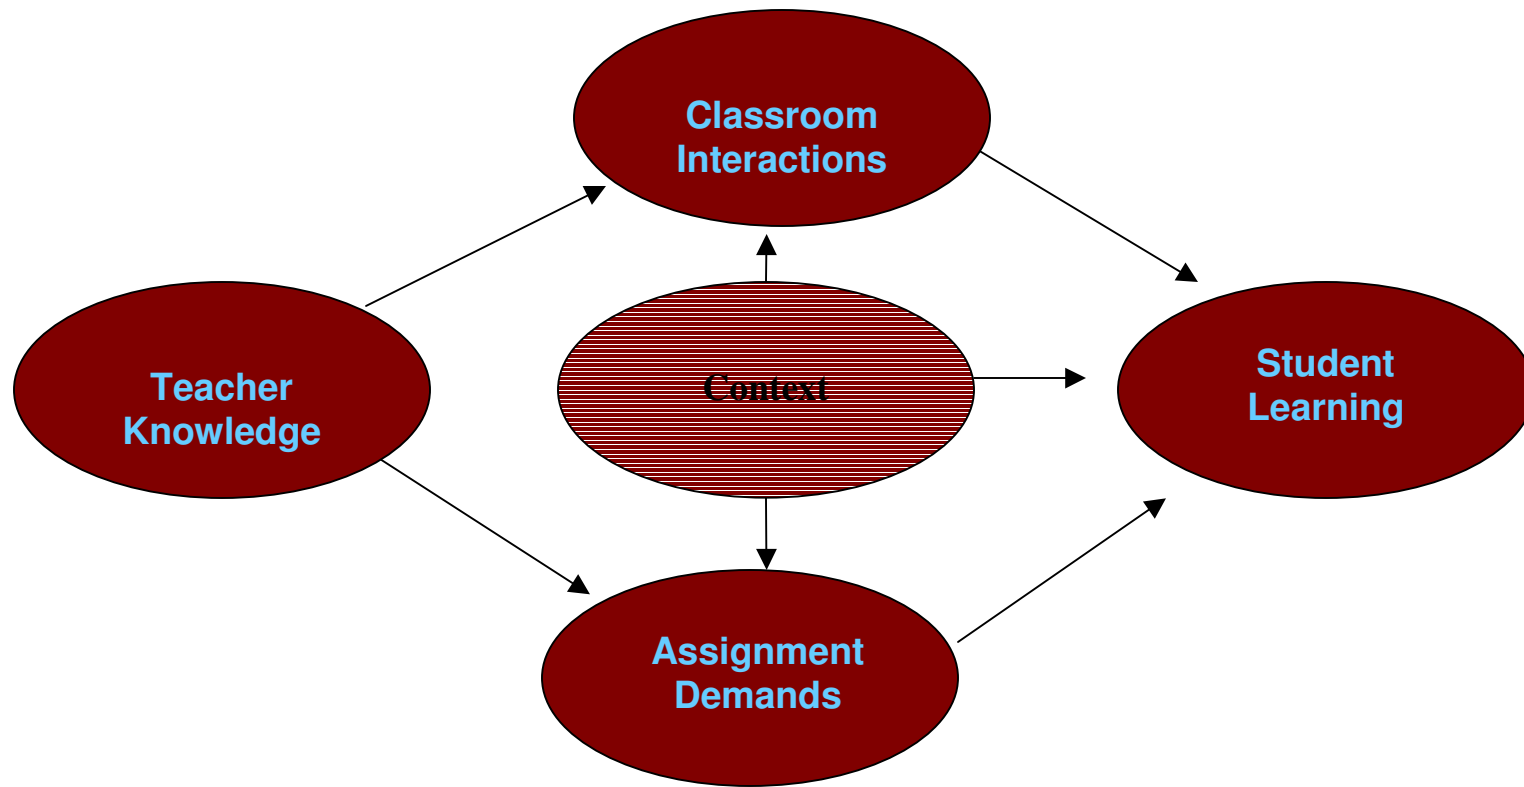 Classroom
Interactions
Teacher
Knowledge
Context
Student
Learning
Assignment
Demands